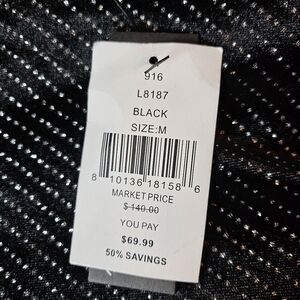 916
L8187
BLACK
SIZE:M
8 10136 18158 6
MARKET PRICE
$ 140.00
YOU PAY
$69.99
50% SAVINGS